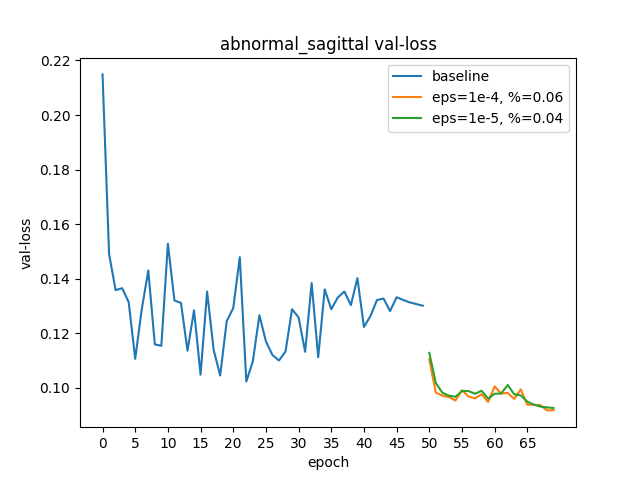 abnormal_sagittal val-loss
baseline
eps=1e-4, %=0.06
eps=1e-5, %=0.04
val-loss
0.22
0.20
0.18
0.16
0.14
0.12
0.10
0 5 10 15 20 25 30 35 40 45 50 55 60 65
epoch